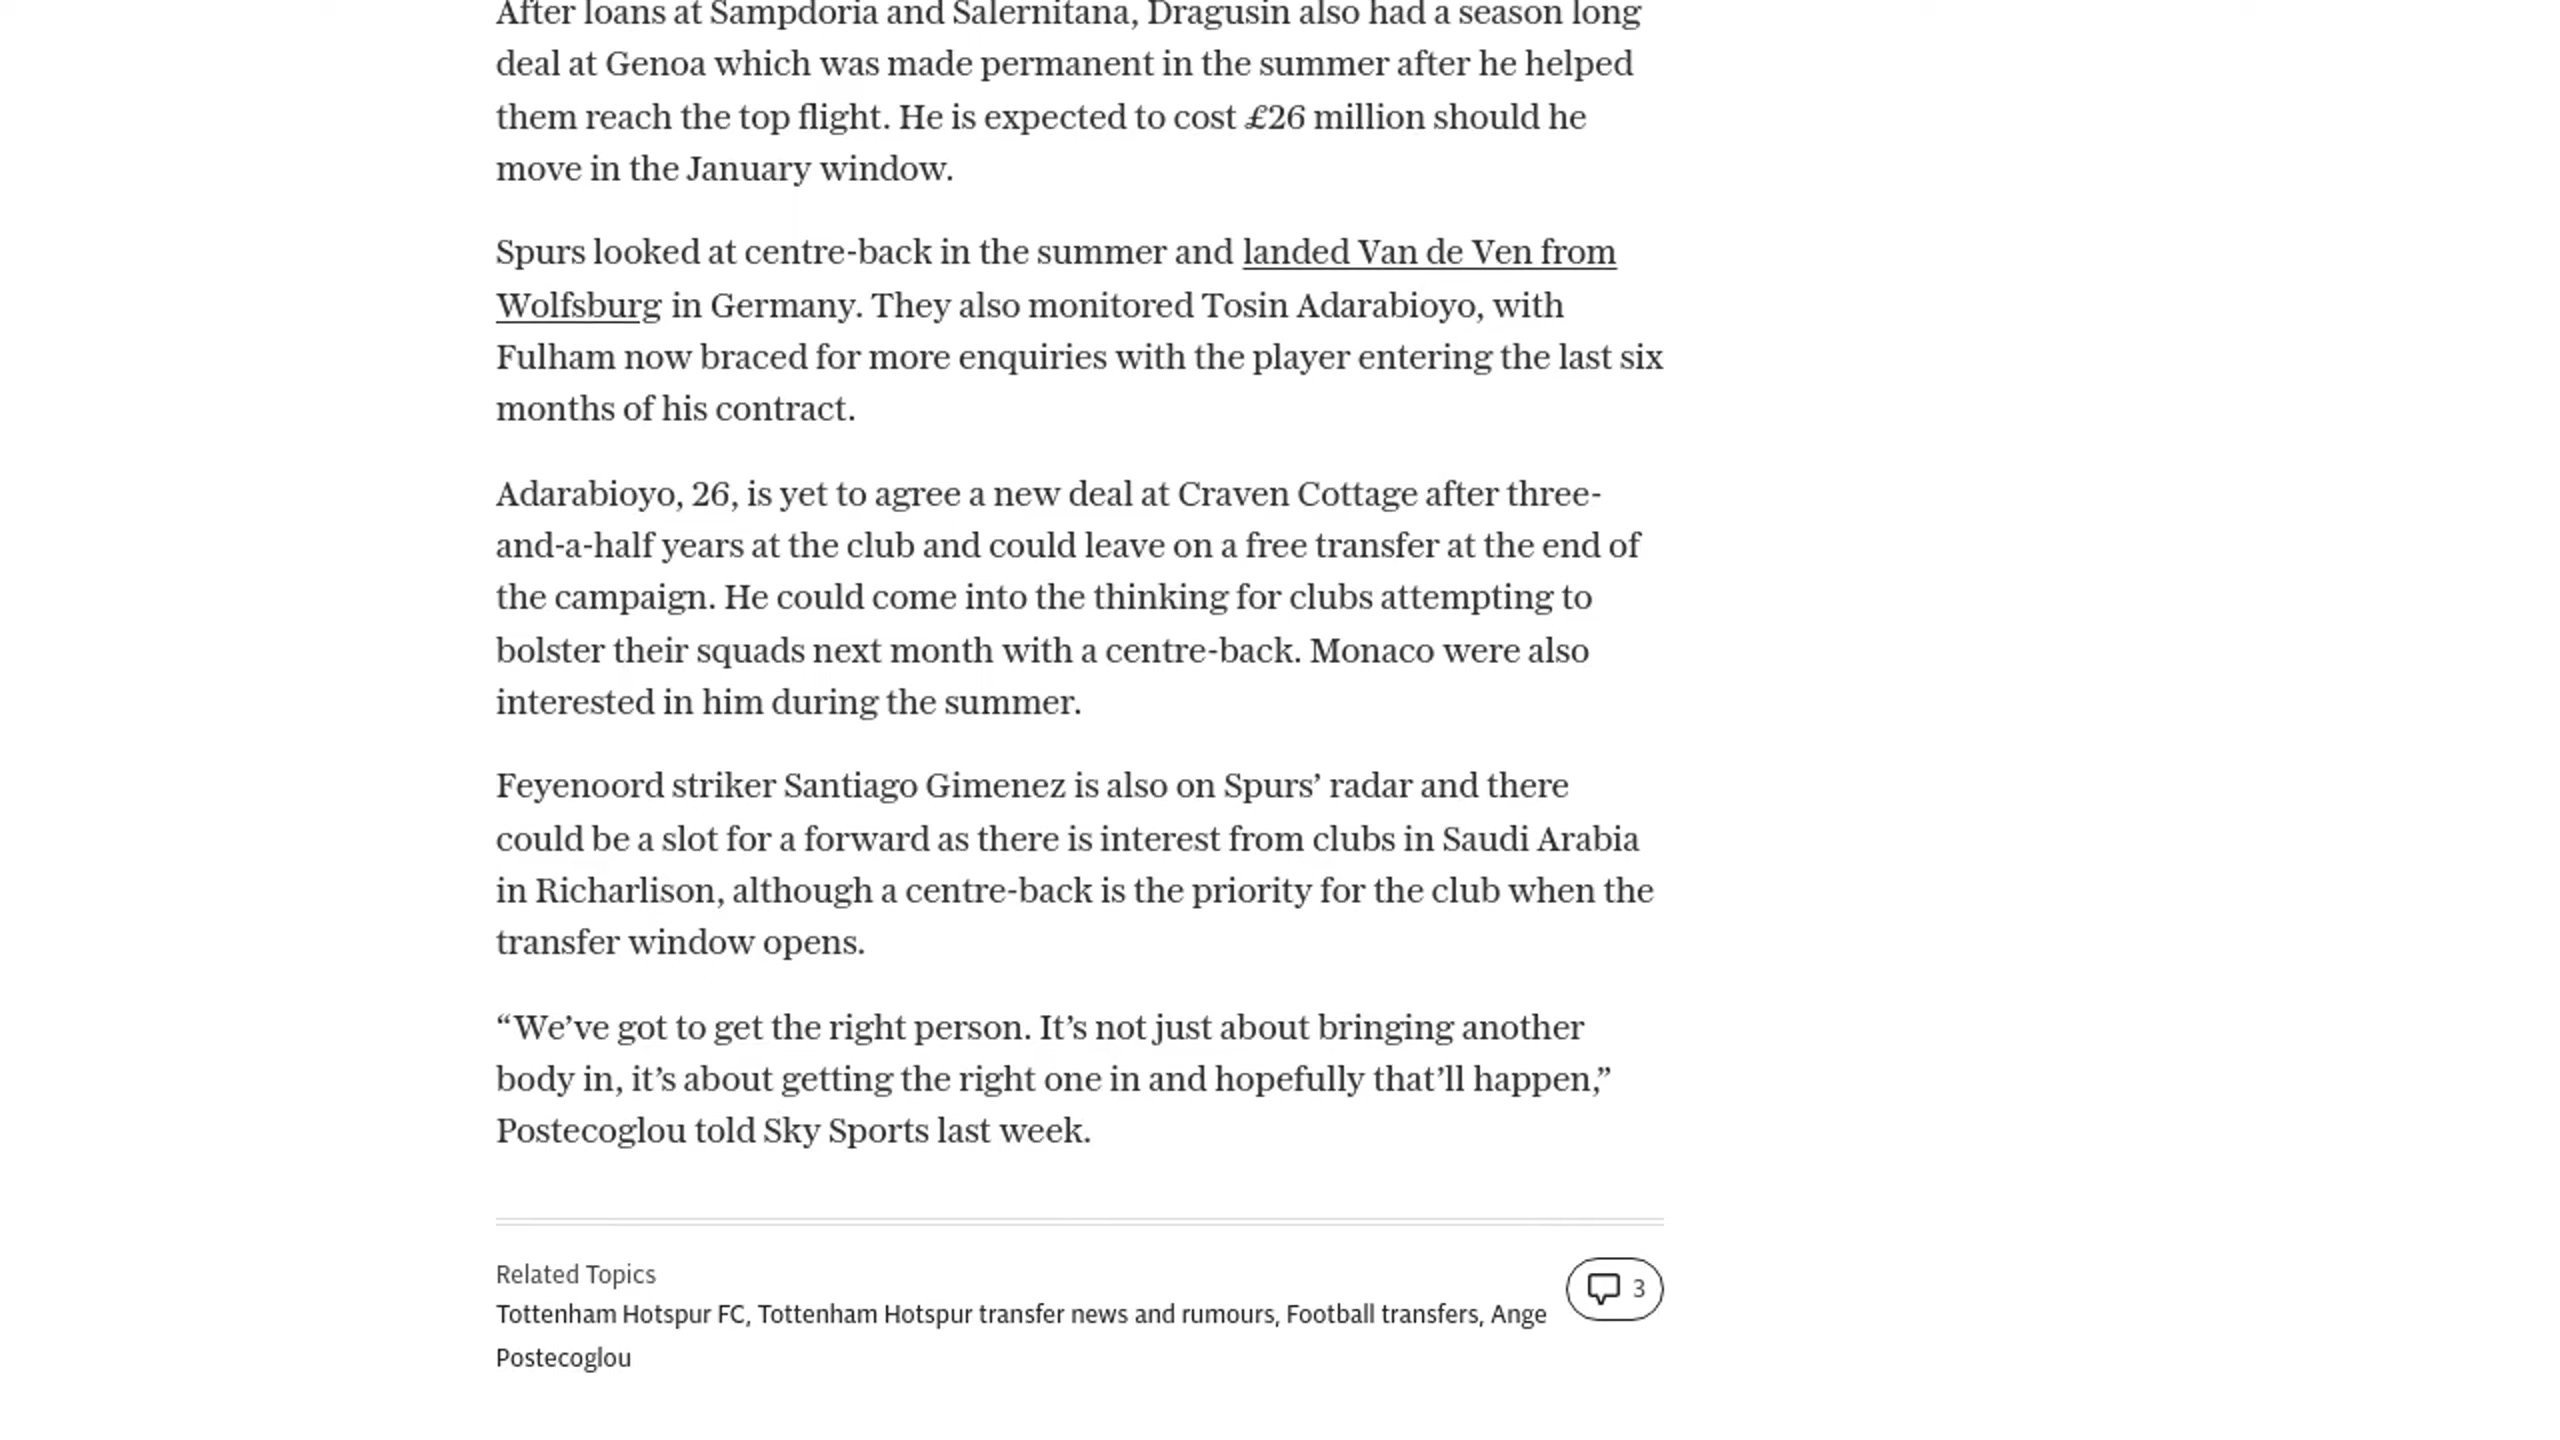 After loans at Sampdoria and Salernitana, Dragusin also had a season long
deal at Genoa which was made permanent in the summer after he helped
them reach the top flight. He is expected to cost £26 million should he
move in the January window.
Spurs looked at centre-back in the summer and landed Van de Ven from
Wolfsburg in Germany. They also monitored Tosin Adarabioyo, with
Fulham now braced for more enquiries with the player entering the last six
months of his contract.
Adarabioyo, 26, is yet to agree a new deal at Craven Cottage after three-
and-a-half years at the club and could leave on a free transfer at the end of
the campaign. He could come into the thinking for clubs attempting to
bolster their squads next month with a centre-back. Monaco were also
interested in him during the summer.
Feyenoord striker Santiago Gimenez is also on Spurs’ radar and there
could be a slot for a forward as there is interest from clubs in Saudi Arabia
in Richarlison, although a centre-back is the priority for the club when the
transfer window opens.
“We’ve got to get the right person. It’s not just about bringing another
body in, it’s about getting the right one in and hopefully that’ll happen,”
Postecoglou told Sky Sports last week.
Related Topics
3
Tottenham Hotspur FC, Tottenham Hotspur transfer news and rumours, Football transfers, Ange
Postecoglou